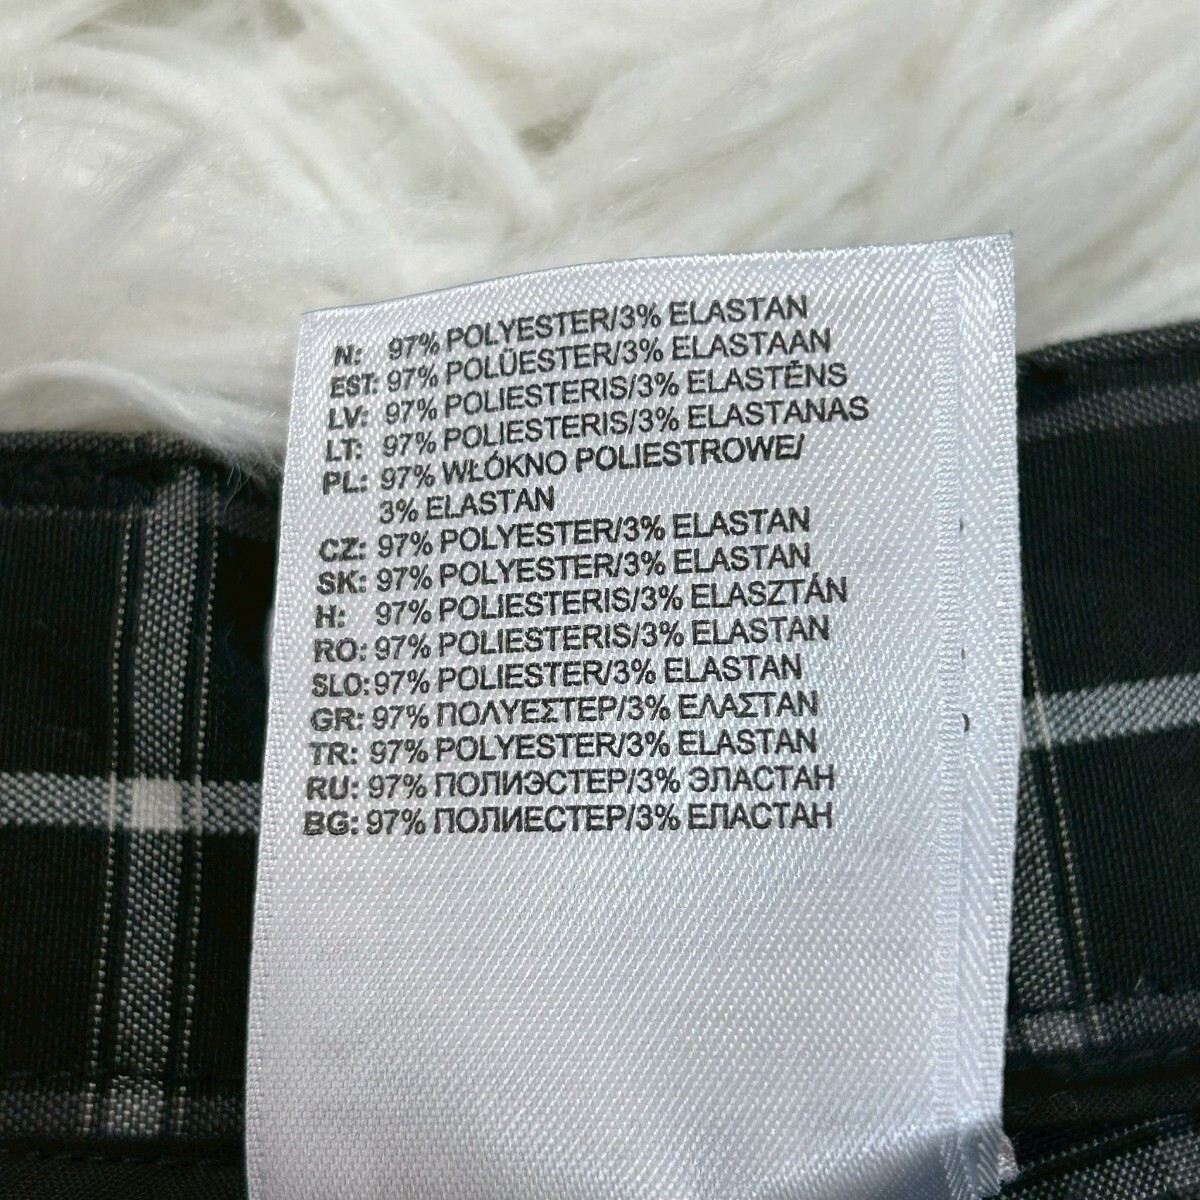 N: 97% POLYESTER/3% ELASTAN
EST: 97% POLÜESTER/3% ELASTAAN
LV: 97% POLIESTERIS/3% ELASTĒNS
LT: 97% POLIESTERIS/3% ELASTANAS
PL: 97% WŁÓKNO POLIESTROWE/
3% ELASTAN
CZ: 97% POLYESTER/3% ELASTAN
SK: 97% POLYESTER/3% ELASTAN
H: 97% POLIESTERIS/3% ELASZTÁN
RO: 97% POLIESTERIS/3% ELASTAN
SLO: 97% POLIESTER/3% ELASTAN
GR: 97% ΠΟΛΥΕΣΤΕΡ/3% ΕΛΑΣΤΑΝ
TR: 97% POLYESTER/3% ELASTAN
RU: 97% ПОЛИЭСТЕР/3% ЭЛАСТАН
BG: 97% ПОЛИЕСТЕР/3% ЕЛАСТАН